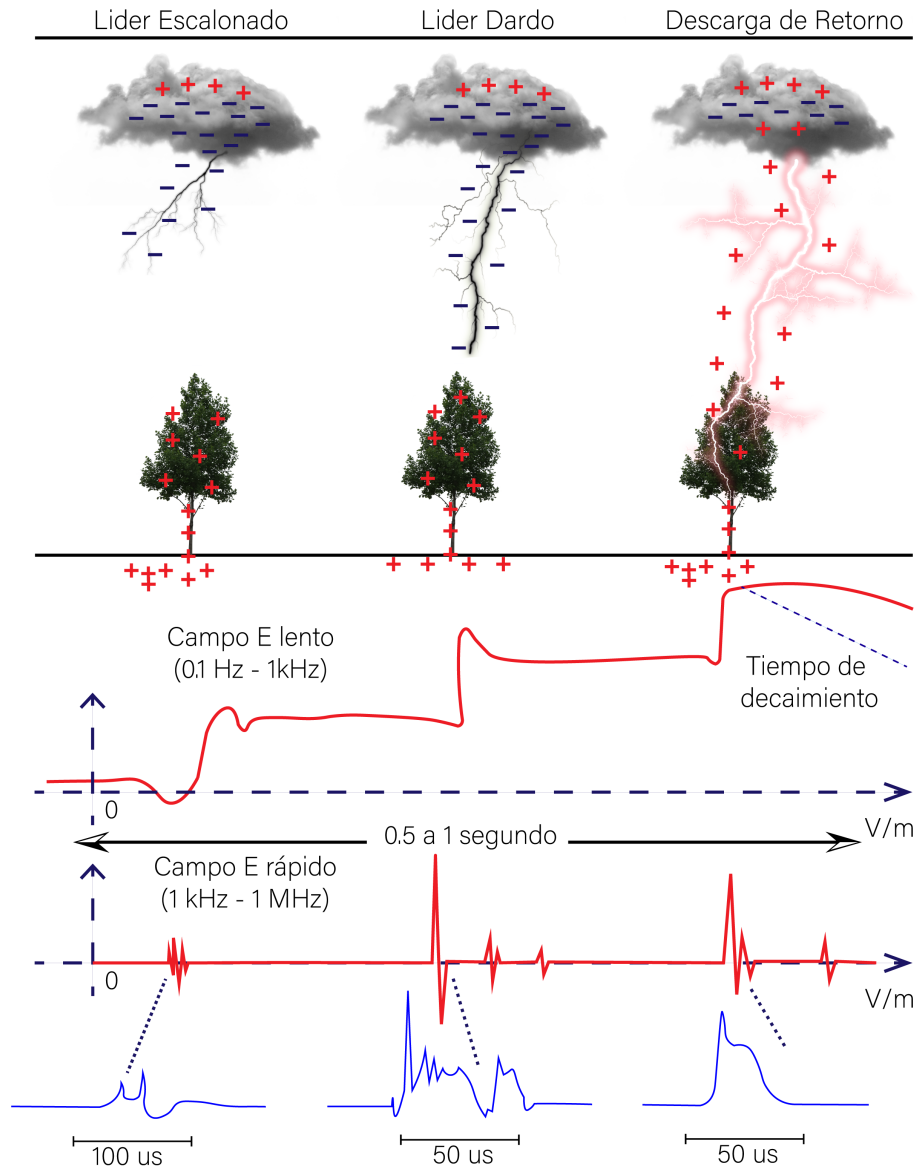 Lider Escalonado
Lider Dardo
Descarga de Retorno
Campo E lento
(0.1 Hz - 1kHz)
Tiempo de
decaimiento
0
V/m
0.5 a 1 segundo
Campo E rápido
(1 kHz - 1 MHz)
0
V/m
100 us
50 us
50 us